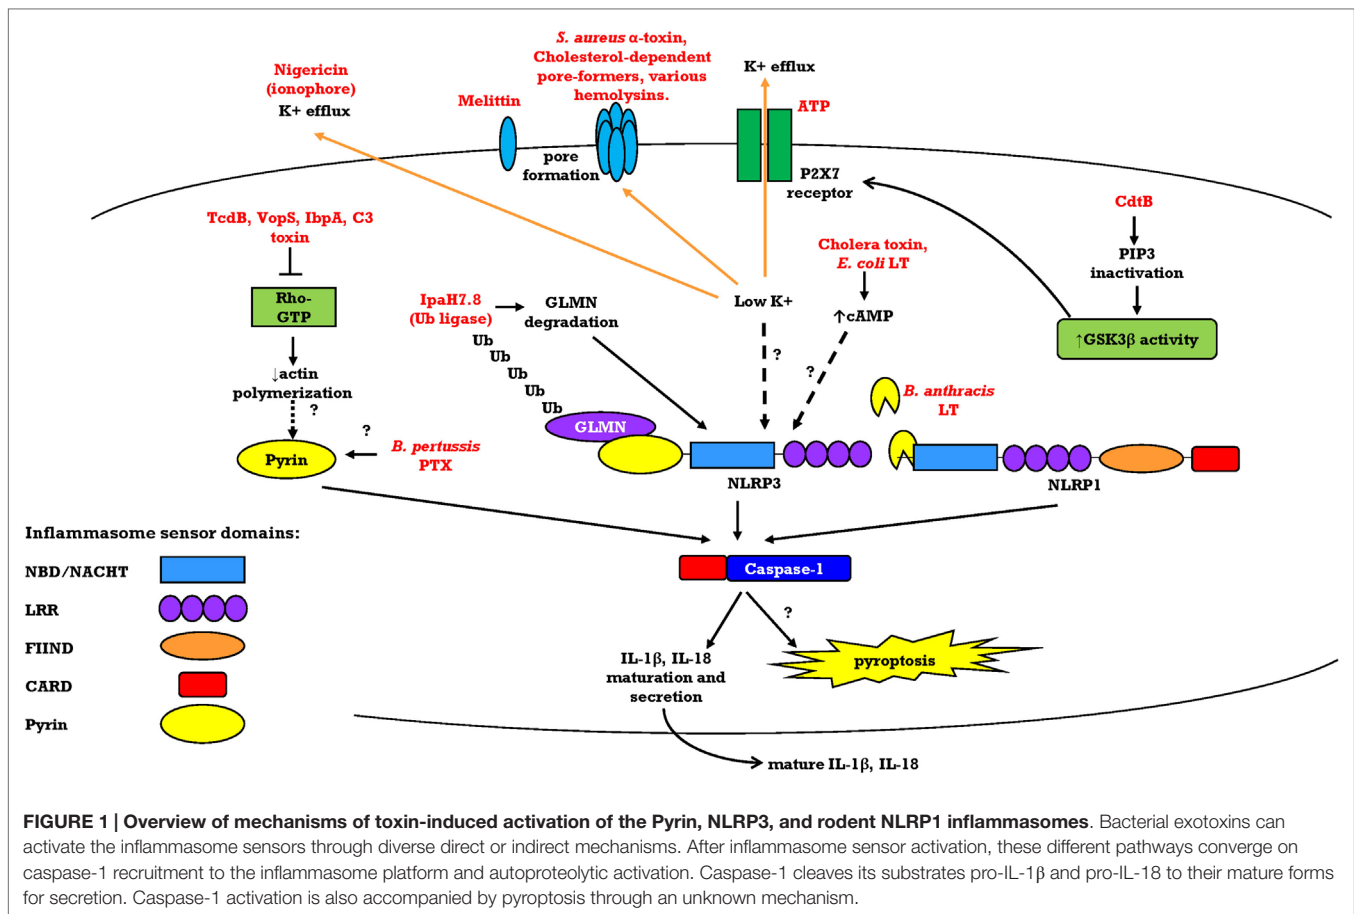 S. aureus α-toxin,
Cholesterol-dependent
pore-formers, various
hemolysins.
Nigericin
(ionophore)
K+ efflux
Melittin
K+ efflux
ATP
pore
formation
P2X7
receptor
TcdB, VopS, IbpA, C3
toxin
CdtB
PIP3
inactivation
↑GSK3β activity
Cholera toxin,
E. coli LT
↑cAMP
Low K+
?
?
IpaH7.8
(Ub ligase)
GLMN
degradation
Ub
Ub
Ub
Ub
Ub
GLMN
Rho-
GTP
↓actin
polymerization
?
Pyrin
?
B. pertussis
PTX
B. anthracis
LT
NLRP3
NLRP1
Inflammasome sensor domains:
NBD/NACHT
LRR
FIIND
CARD
Pyrin
Caspase-1
?
IL-1β, IL-18
maturation and
secretion
pyroptosis
mature IL-1β, IL-18
FIGURE 1 | Overview of mechanisms of toxin-induced activation of the Pyrin, NLRP3, and rodent NLRP1 inflammasomes. Bacterial exotoxins can
activate the inflammasome sensors through diverse direct or indirect mechanisms. After inflammasome sensor activation, these different pathways converge on
caspase-1 recruitment to the inflammasome platform and autoproteolytic activation. Caspase-1 cleaves its substrates pro-IL-1β and pro-IL-18 to their mature forms
for secretion. Caspase-1 activation is also accompanied by pyroptosis through an unknown mechanism.